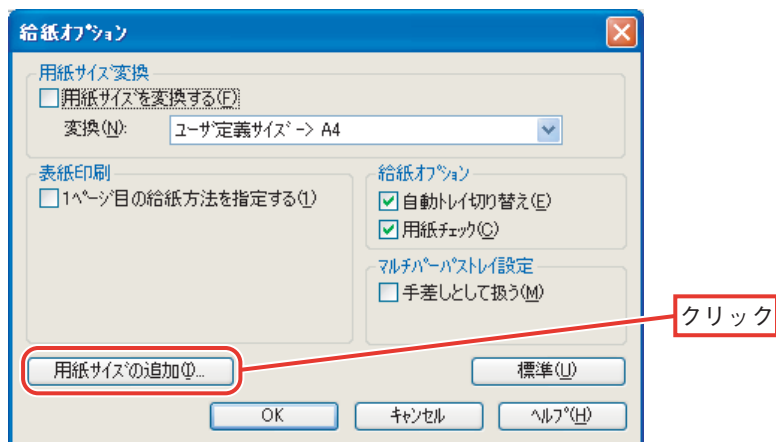 給紙ｵﾌﾟｼｮﾝ
用紙ｻｲｽﾞ変換
用紙ｻｲｽﾞを変換する(F)
変換(N):
ﾕｰｻﾞ定義ｻｲｽﾞ -> A4
表紙印刷
1ﾍﾟｰｼﾞ目の給紙方法を指定する(1)
給紙ｵﾌﾟｼｮﾝ
自動ﾄﾚｲ切り替え(E)
用紙ﾁｪｯｸ(C)
ﾏﾙﾁﾊﾟｰﾊﾟｽﾄﾚｲ設定
手差しとして扱う(M)
クリック
用紙ｻｲｽﾞの追加(I)...
標準(U)
OK
ｷｬﾝｾﾙ
ﾍﾙﾌﾟ(H)